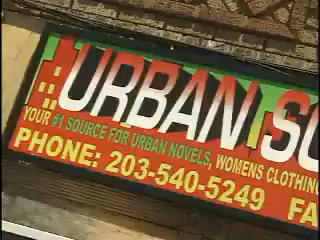 URBAN SO
YOUR #1 SOURCE FOR URBAN NOVELS, WOMENS CLOTHING
PHONE: 203-540-5249 FA